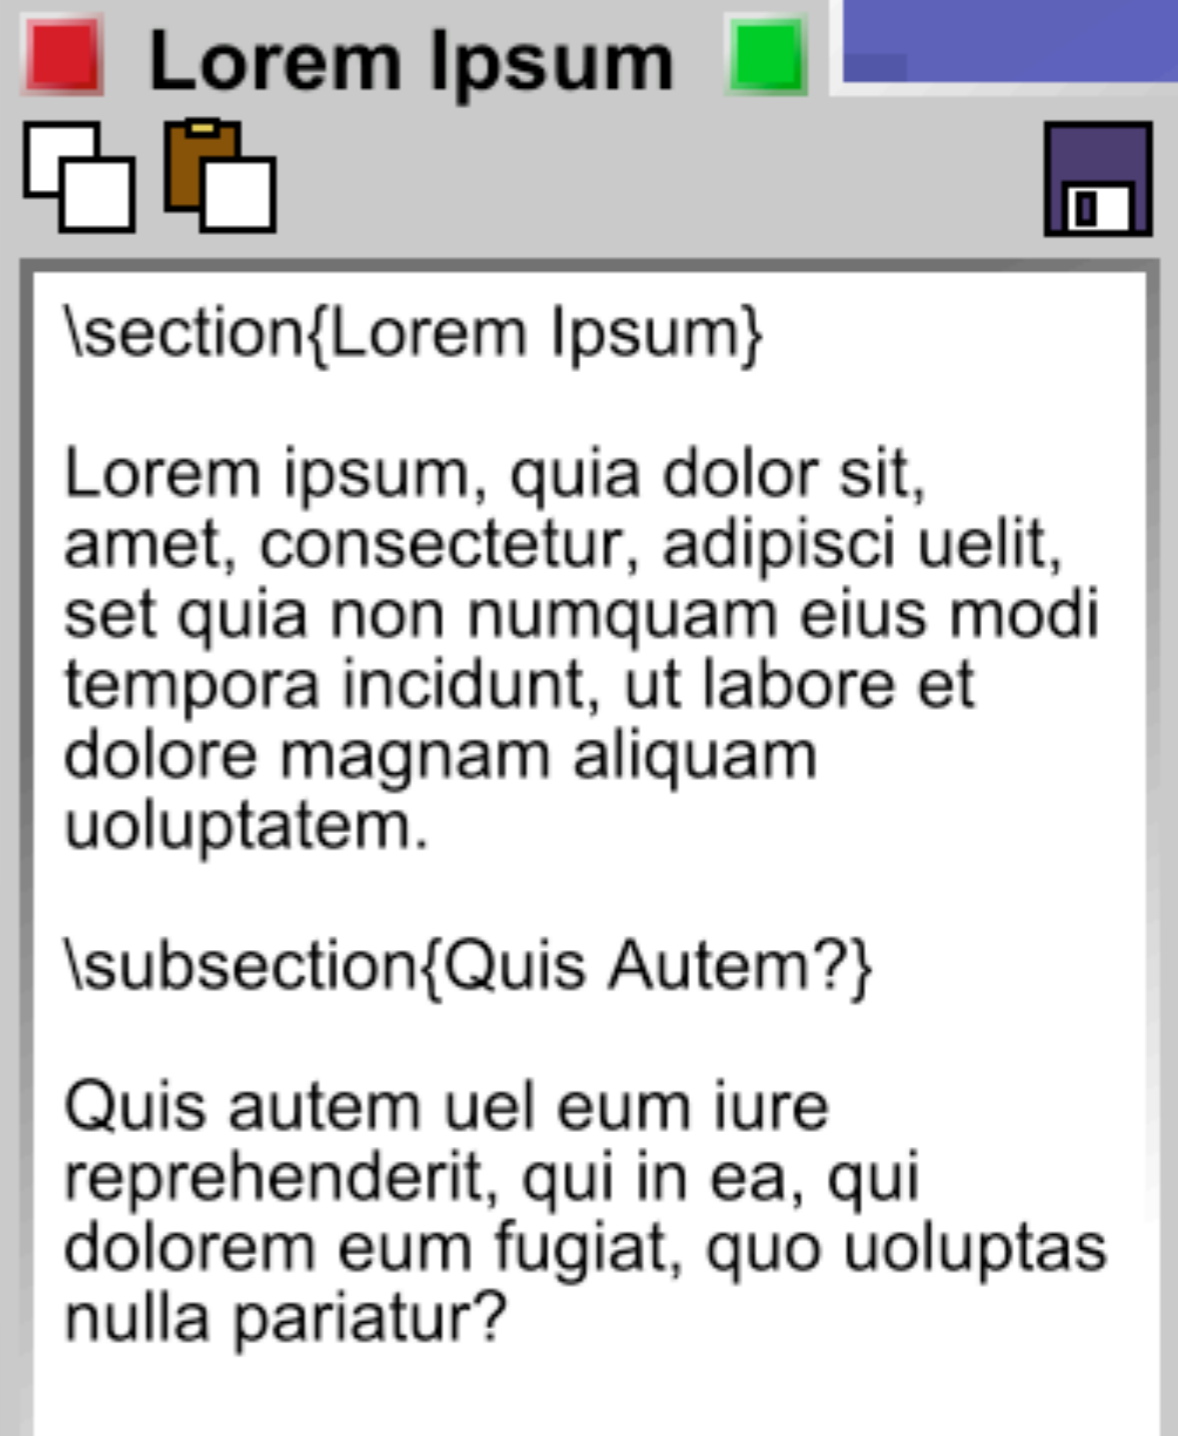 Lorem Ipsum
\section{Lorem Ipsum}
Lorem ipsum, quia dolor sit,
amet, consectetur, adipisci uelit,
set quia non numquam eius modi
tempora incidunt, ut labore et
dolore magnam aliquam
uoluptatem.
\subsection{Quis Autem?}
Quis autem uel eum iure
reprehenderit, qui in ea, qui
dolorem eum fugiat, quo uoluptas
nulla pariatur?